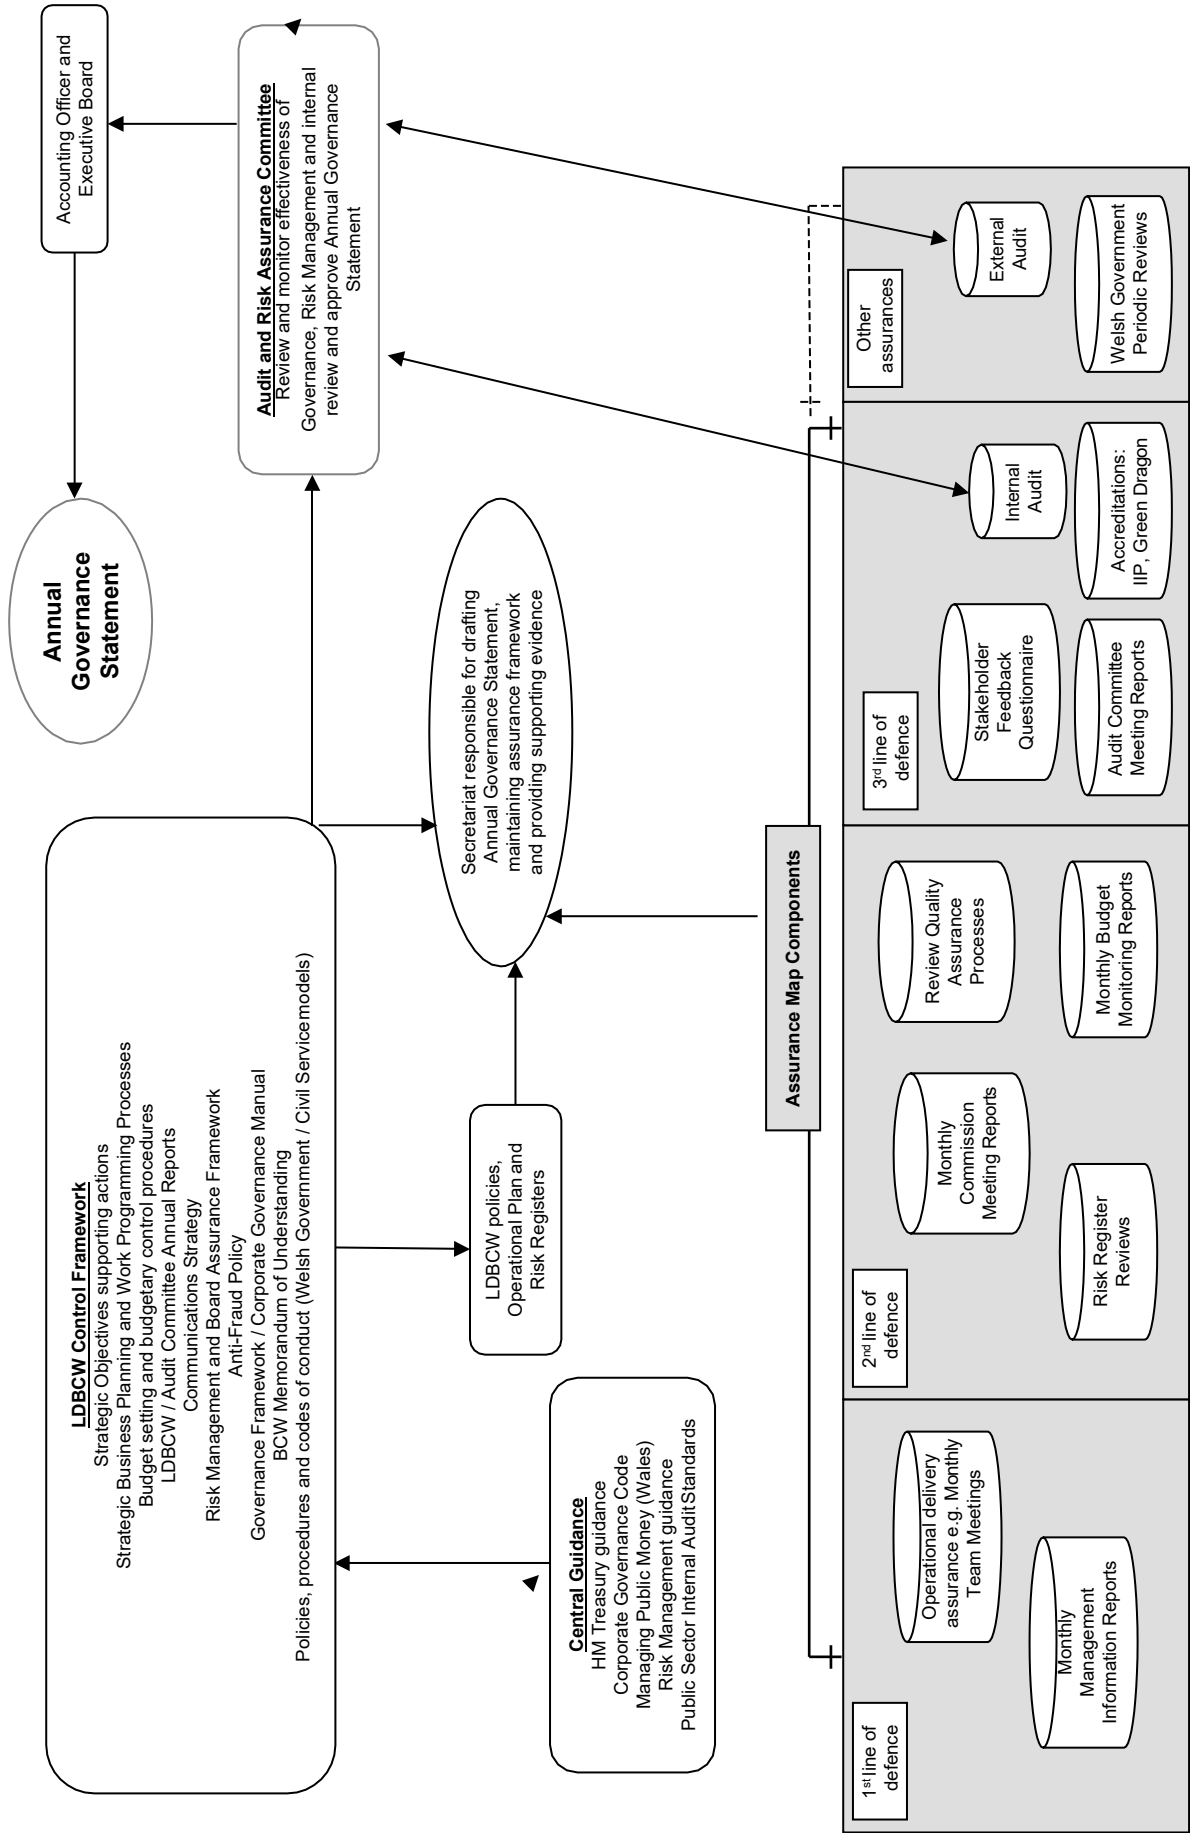 LDBCW Control Framework
Strategic Objectives supporting actions
Strategic Business Planning and Work Programming Processes
Budget setting and budgetary control procedures
LDBCW / Audit Committee Annual Reports
Communications Strategy
Risk Management and Board Assurance Framework
Anti-Fraud Policy
Governance Framework / Corporate Governance Manual
BCW Memorandum of Understanding
Policies, procedures and codes of conduct (Welsh Government / Civil Servicemodels)
Annual
Governance
Statement
Accounting Officer and
Executive Board
Audit and Risk Assurance Committee
Review and monitor effectiveness of
Governance, Risk Management and internal
review and approve Annual Governance
Statement
Central Guidance
HM Treasury guidance
Corporate Governance Code
Managing Public Money (Wales)
Risk Management guidance
Public Sector Internal AuditStandards
LDBCW policies,
Operational Plan and
Risk Registers
Secretariat responsible for drafting
Annual Governance Statement,
maintaining assurance framework
and providing supporting evidence
Assurance Map Components
1st line of
defence
Operational delivery
assurance e.g. Monthly
Team Meetings
Monthly
Management
Information Reports
2nd line of
defence
Monthly
Commission
Meeting Reports
Review Quality
Assurance
Processes
Risk Register
Reviews
Monthly Budget
Monitoring Reports
3rd line of
defence
Stakeholder
Feedback
Questionnaire
Internal
Audit
Audit Committee
Meeting Reports
Accreditations:
IIP, Green Dragon
Other
assurances
External
Audit
Welsh Government
Periodic Reviews